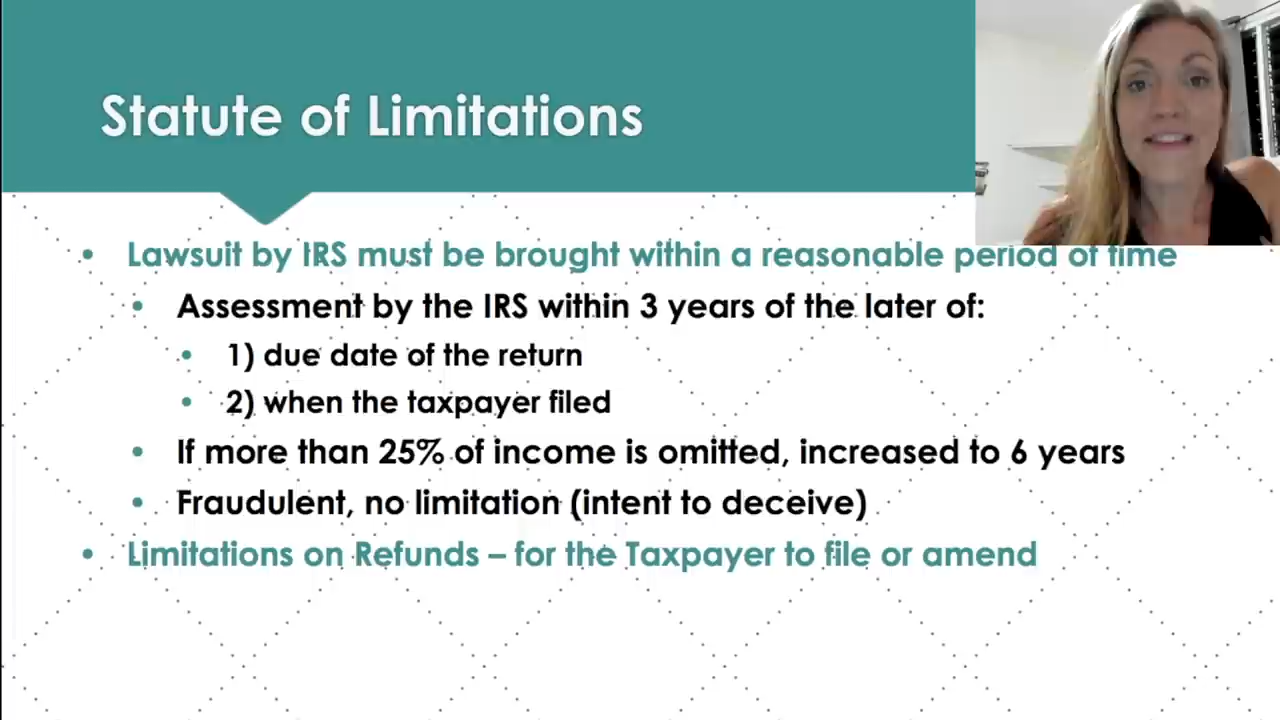 Statute of Limitations
• Lawsuit by IRS must be brought within a reasonable period of time
• Assessment by the IRS within 3 years of the later of:
• 1) due date of the return
• 2) when the taxpayer filed
• If more than 25% of income is omitted, increased to 6 years
• Fraudulent, no limitation (intent to deceive)
• Limitations on Refunds – for the Taxpayer to file or amend